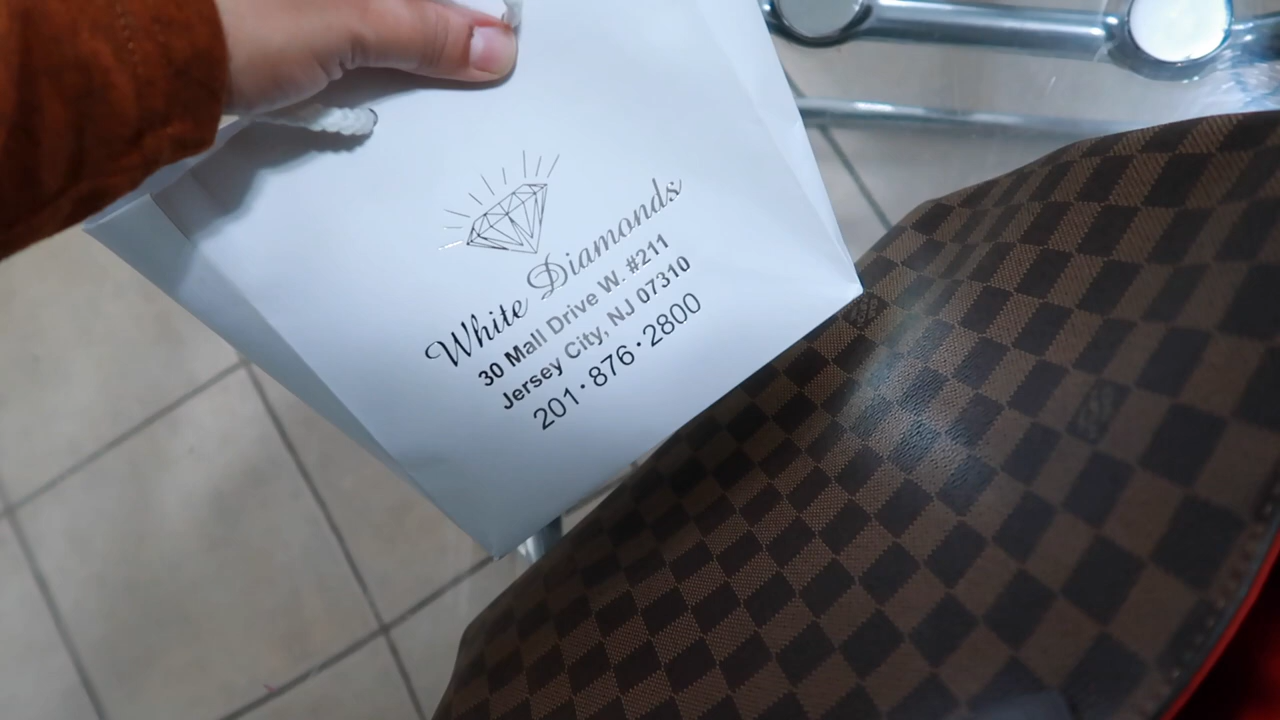 White Diamonds
30 Mall Drive W. #211
Jersey City, NJ 07310
201·876·2800